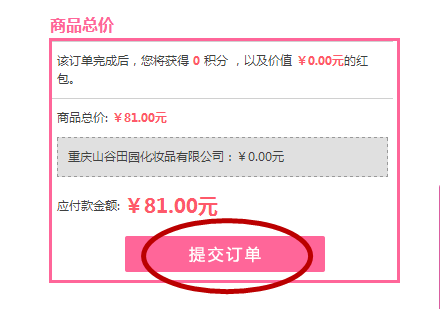 商品总价
该订单完成后，您将获得 0 积分 ，以及价值 ￥0.00元的红
包。
商品总价: ￥81.00元
重庆山谷田园化妆品有限公司：￥0.00元
应付款金额: ￥81.00元
提交订单